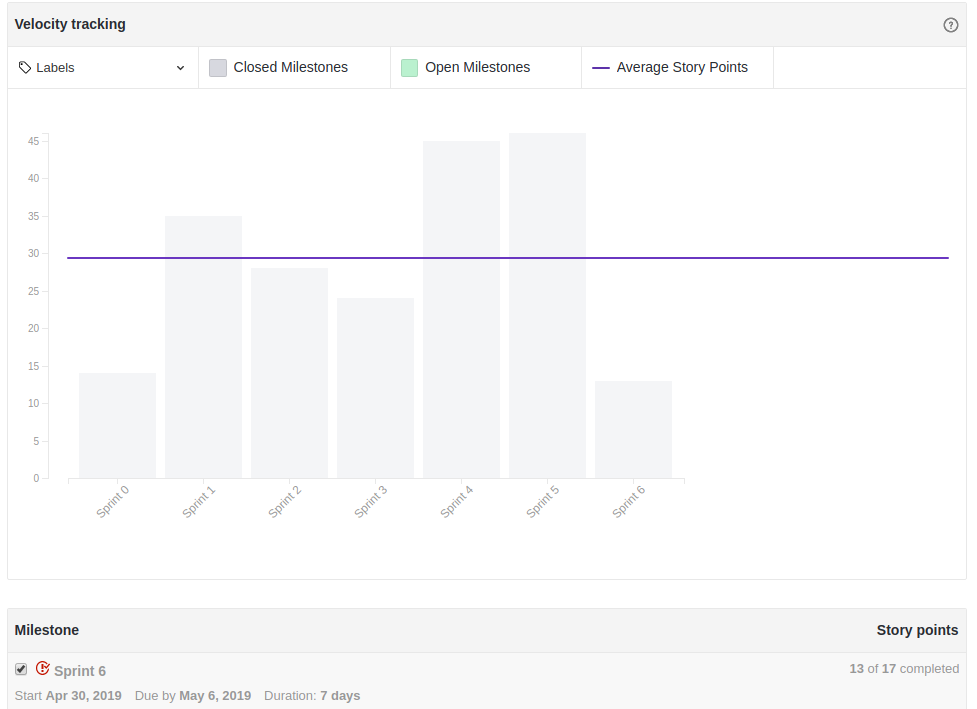 Velocity tracking
Labels Closed Milestones Open Milestones Average Story Points
45
40
35
30
25
20
15
10
5
0
Sprint 0 Sprint 1 Sprint 2 Sprint 3 Sprint 4 Sprint 5 Sprint 6
Milestone Story points
Sprint 6 13 of 17 completed
Start Apr 30, 2019 Due by May 6, 2019 Duration: 7 days